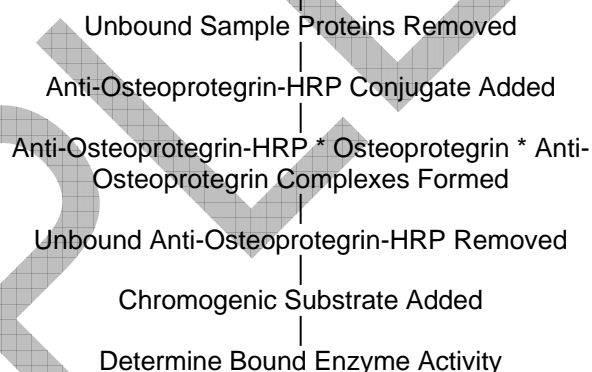 Unbound Sample Proteins Removed
Anti-Osteoprotegrin-HRP Conjugate Added
Anti-Osteoprotegrin-HRP * Osteoprotegrin * Anti-
Osteoprotegrin Complexes Formed
Unbound Anti-Osteoprotegrin-HRP Removed
Chromogenic Substrate Added
Determine Bound Enzyme Activity